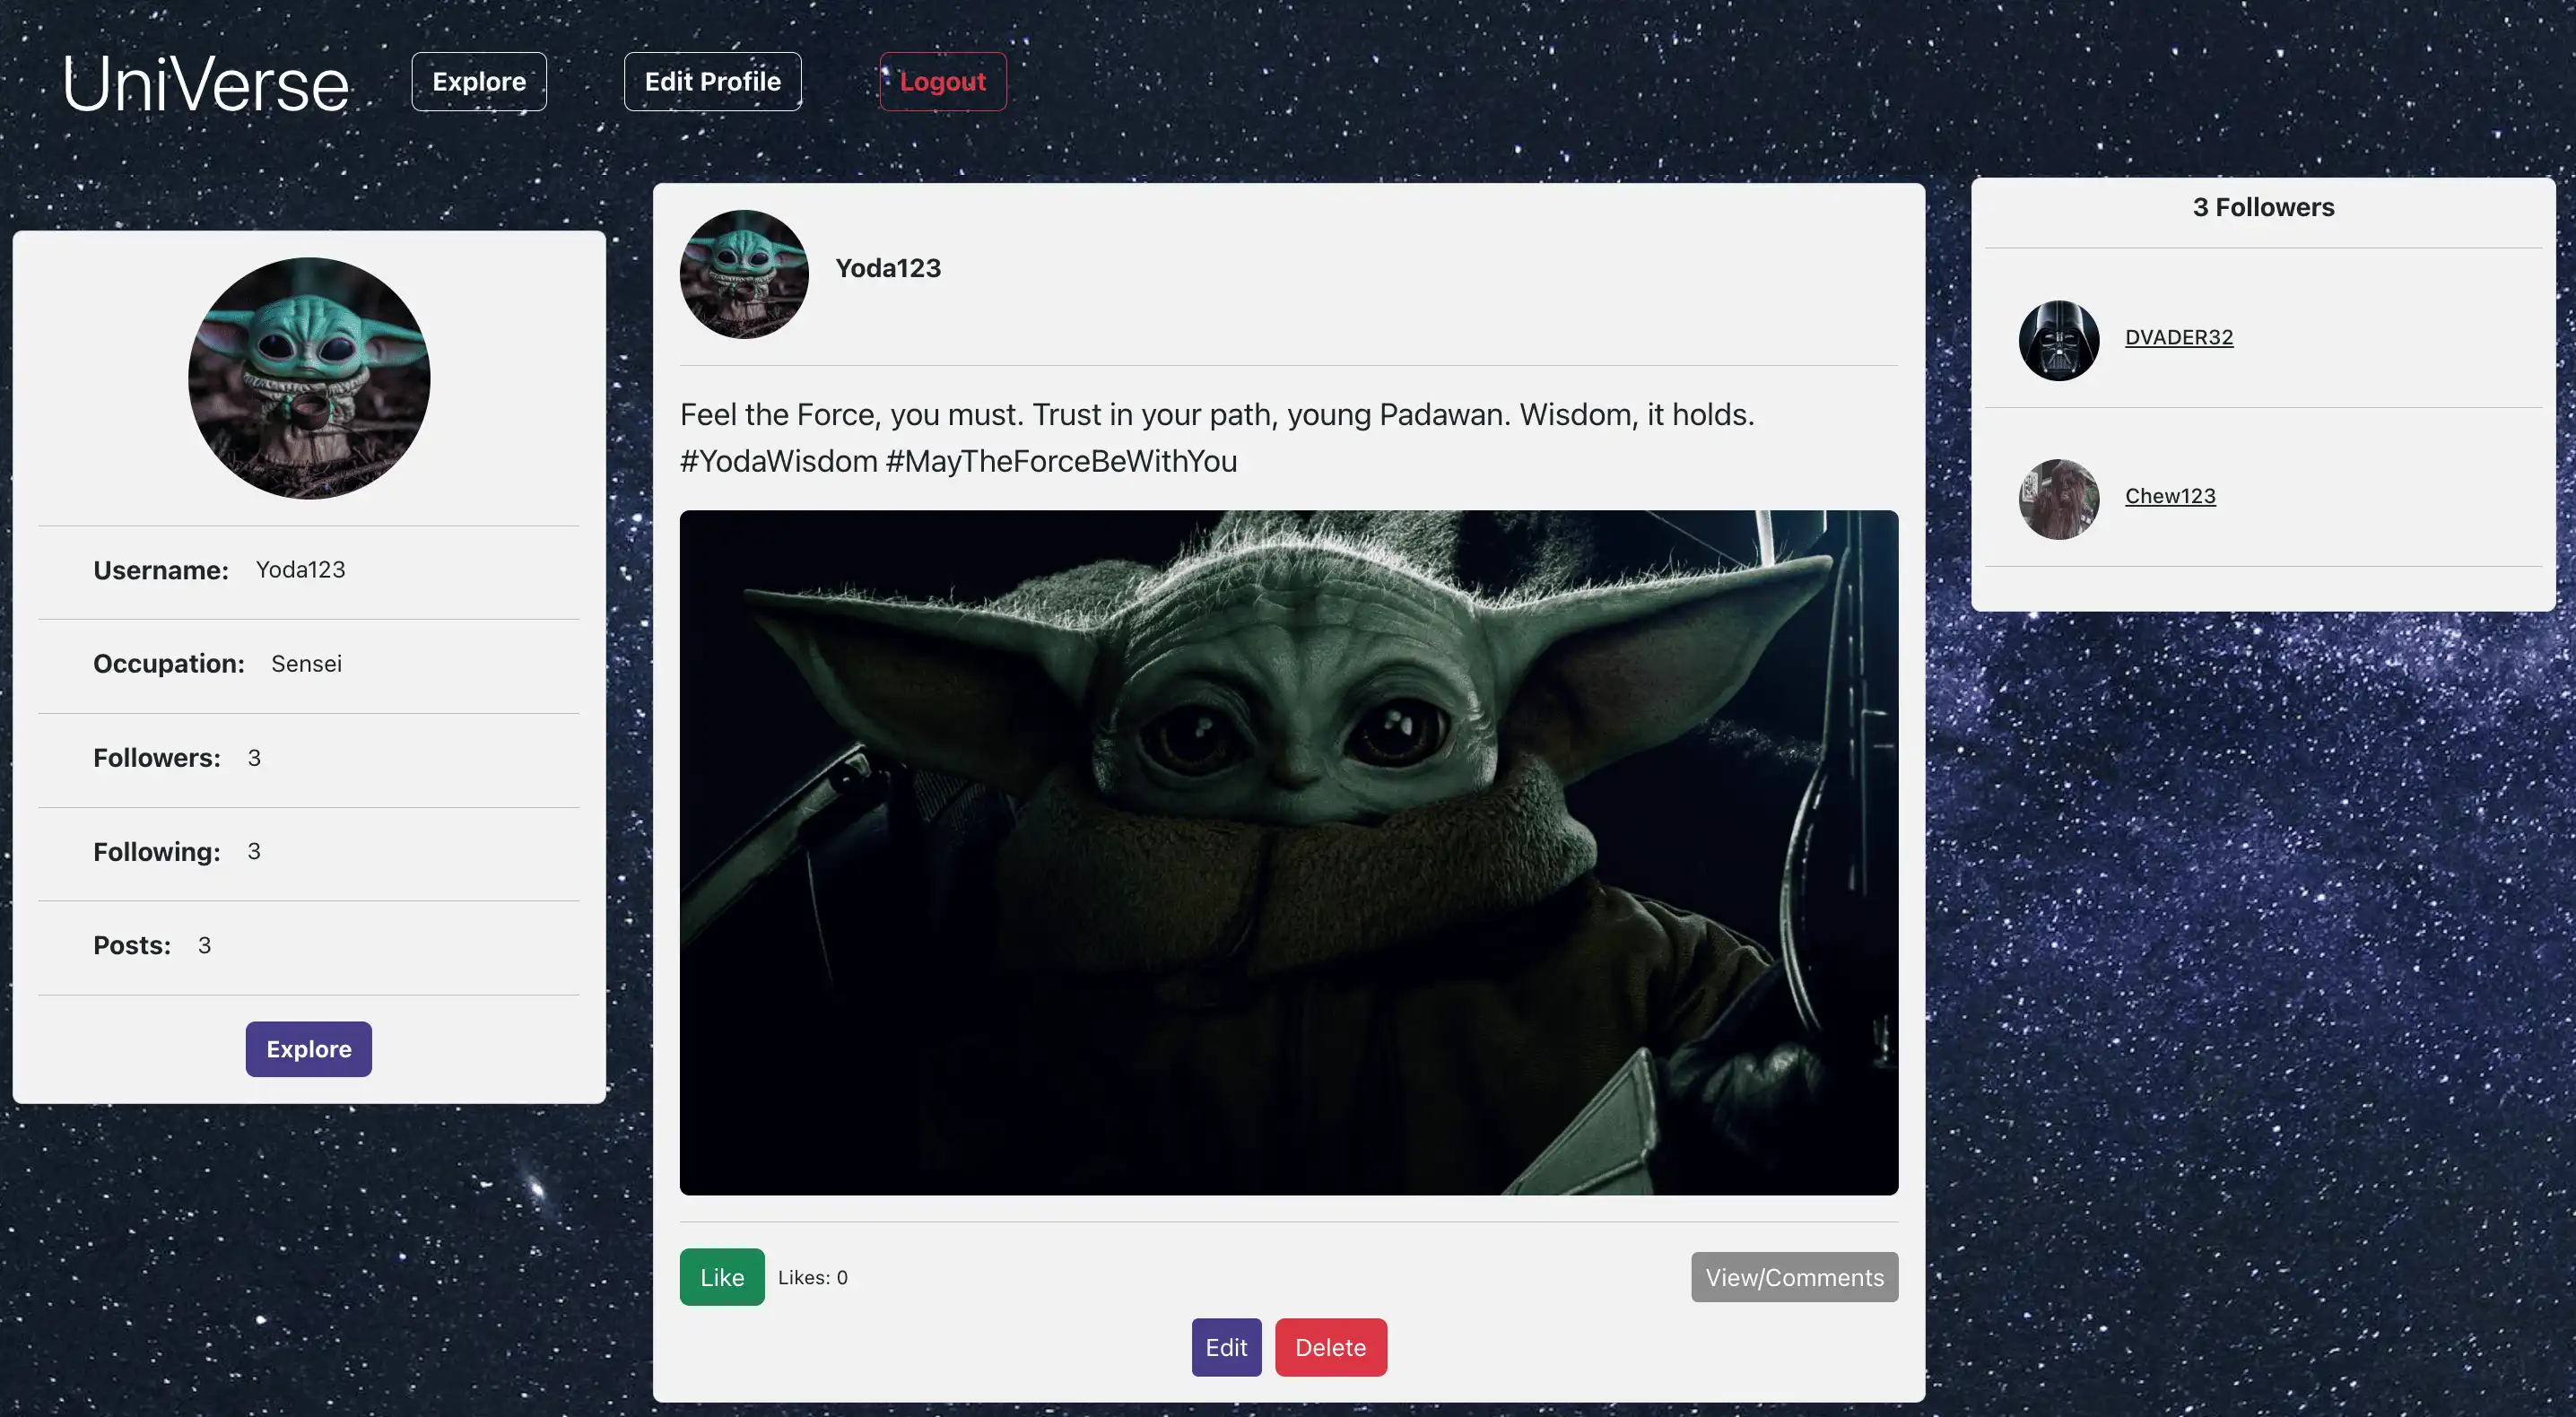 UniVerse
Explore
Edit Profile
Logout
Username: Yoda123
Occupation: Sensei
Followers: 3
Following: 3
Posts: 3
Explore
Yoda123
Feel the Force, you must. Trust in your path, young Padawan. Wisdom, it holds.
#YodaWisdom #MayTheForceBeWithYou
Like
Likes: 0
View/Comments
Edit
Delete
3 Followers
DVADER32
Chew123